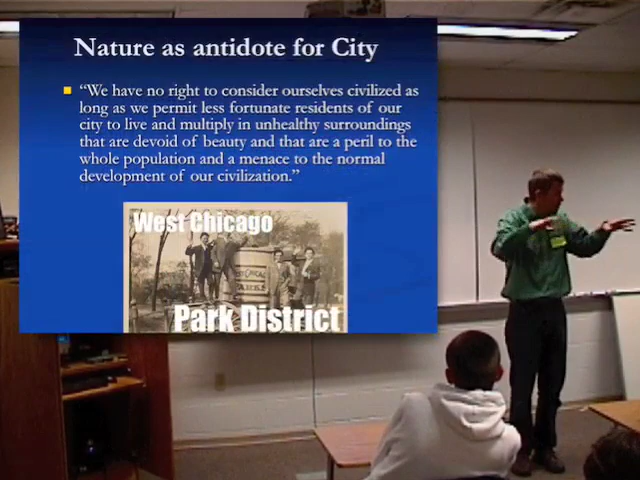 Nature as antidote for City
“We have no right to consider ourselves civilized as
long as we permit less fortunate residents of our
city to live and multiply in unhealthy surroundings
that are devoid of beauty and that are a peril to the
whole population and a menace to the normal
development of our civilization.”
West Chicago
WEST CHICAGO
PARKS
Park District